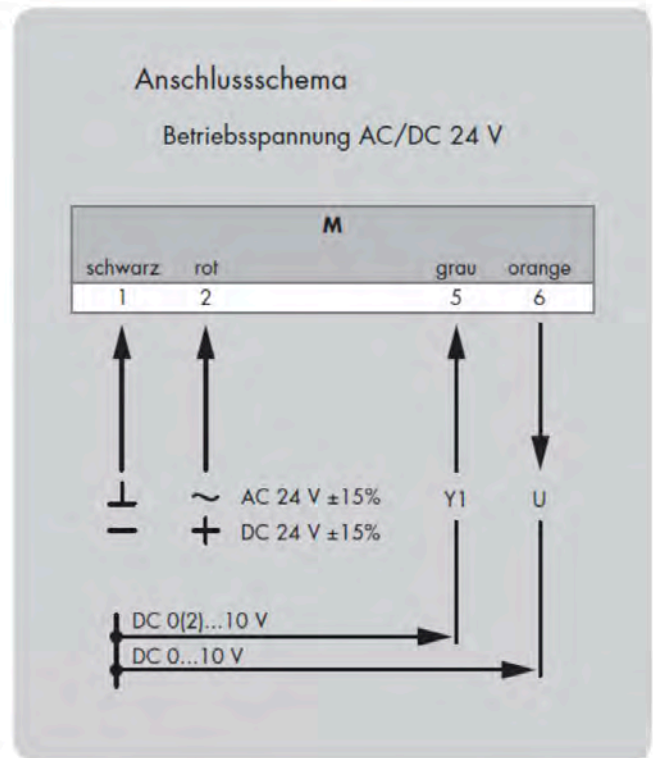 Anschlussschema
Betriebsspannung AC/DC 24 V
M
schwarz rot grau orange
1 2 5 6
⊥ ~ AC 24 V ±15% Y1 U
− + DC 24 V ±15%
DC 0(2)...10 V
DC 0...10 V